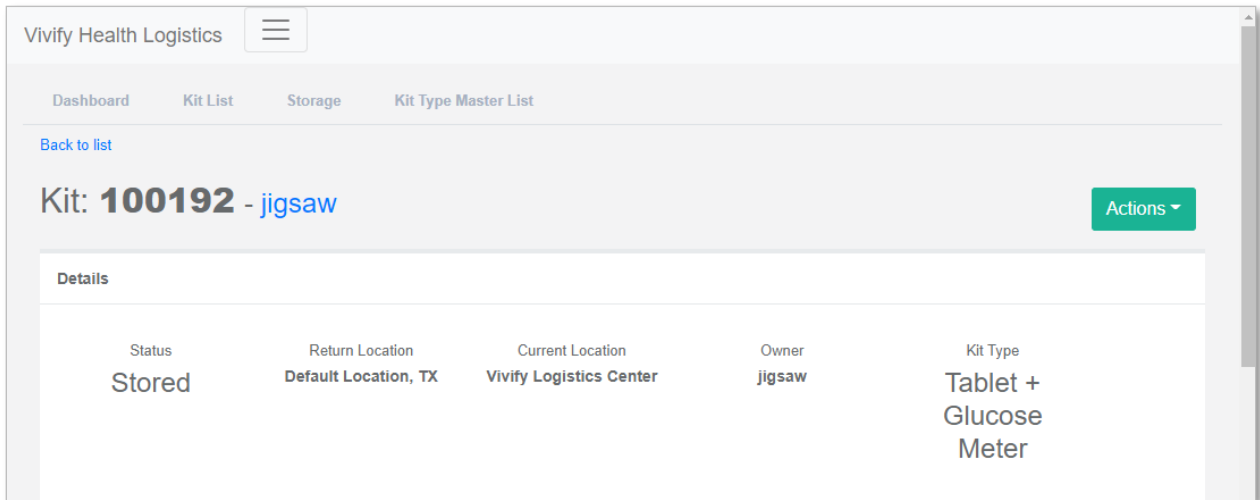 Vivify Health Logistics
Dashboard Kit List Storage Kit Type Master List
Back to list
Kit: 100192 - jigsaw
Actions
Details
Status Return Location Current Location Owner Kit Type
Stored Default Location, TX Vivify Logistics Center jigsaw Tablet +
Glucose
Meter